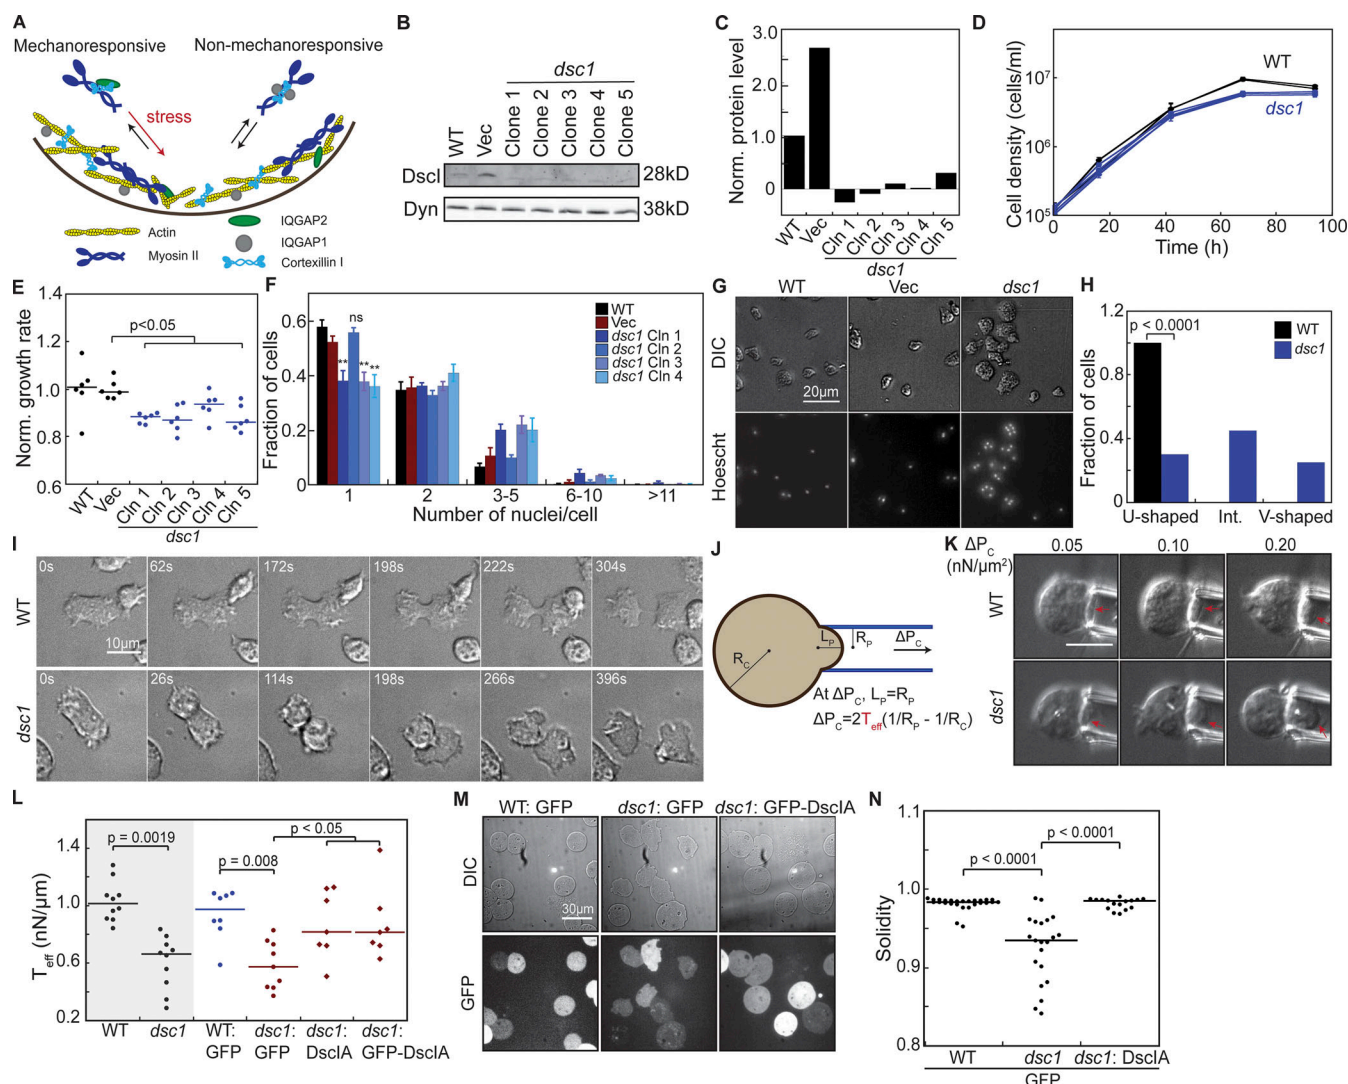 A
Mechanoresponsive
Non-mechanoresponsive
stress
Actin
Myosin II
IQGAP2
IQGAP1
Cortexillin I
B
dsc1
WT
Vec
Clone 1
Clone 2
Clone 3
Clone 4
Clone 5
DscI
28kD
Dyn
38kD
C
Norm. protein level
3.0
2.0
1.0
0
WT
Vec
Cln 1
Cln 2
Cln 3
Cln 4
Cln 5
dsc1
D
Cell density (cells/ml)
10⁷
10⁶
10⁵
WT
dsc1
0 20 40 60 80 100
Time (h)
E
Norm. growth rate
1.4
1.2
1.0
0.8
0.6
p<0.05
WT
Vec
Cln 1
Cln 2
Cln 3
Cln 4
Cln 5
dsc1
F
Fraction of cells
0.6
0.4
0.2
0
ns
** ** **
WT
Vec
dsc1 Cln 1
dsc1 Cln 2
dsc1 Cln 3
dsc1 Cln 4
1 2 3-5 6-10 >11
Number of nuclei/cell
G
WT Vec dsc1
DIC
20μm
Hoescht
H
Fraction of cells
1.2
0.8
0.4
0
p < 0.0001
WT
dsc1
U-shaped Int. V-shaped
I
WT
0s 62s 172s 198s 222s 304s
10μm
dsc1
0s 26s 114s 198s 266s 396s
J
R_C
L_P
R_P
ΔP_C
At ΔP_C, L_P=R_P
ΔP_C=2T_eff(1/R_P - 1/R_C)
K
ΔP_C
(nN/μm²)
0.05 0.10 0.20
WT
dsc1
L
T_eff (nN/μm)
1.4
1.0
0.6
0.2
p = 0.0019
p = 0.008
p < 0.05
WT
dsc1
WT:
GFP
dsc1:
GFP
dsc1:
DscIA
dsc1:
GFP-DscIA
M
WT: GFP dsc1: GFP dsc1: GFP-DscIA
DIC
30μm
GFP
N
Solidity
1.1
1.0
0.9
0.8
p < 0.0001
p < 0.0001
WT dsc1 dsc1: DscIA
GFP